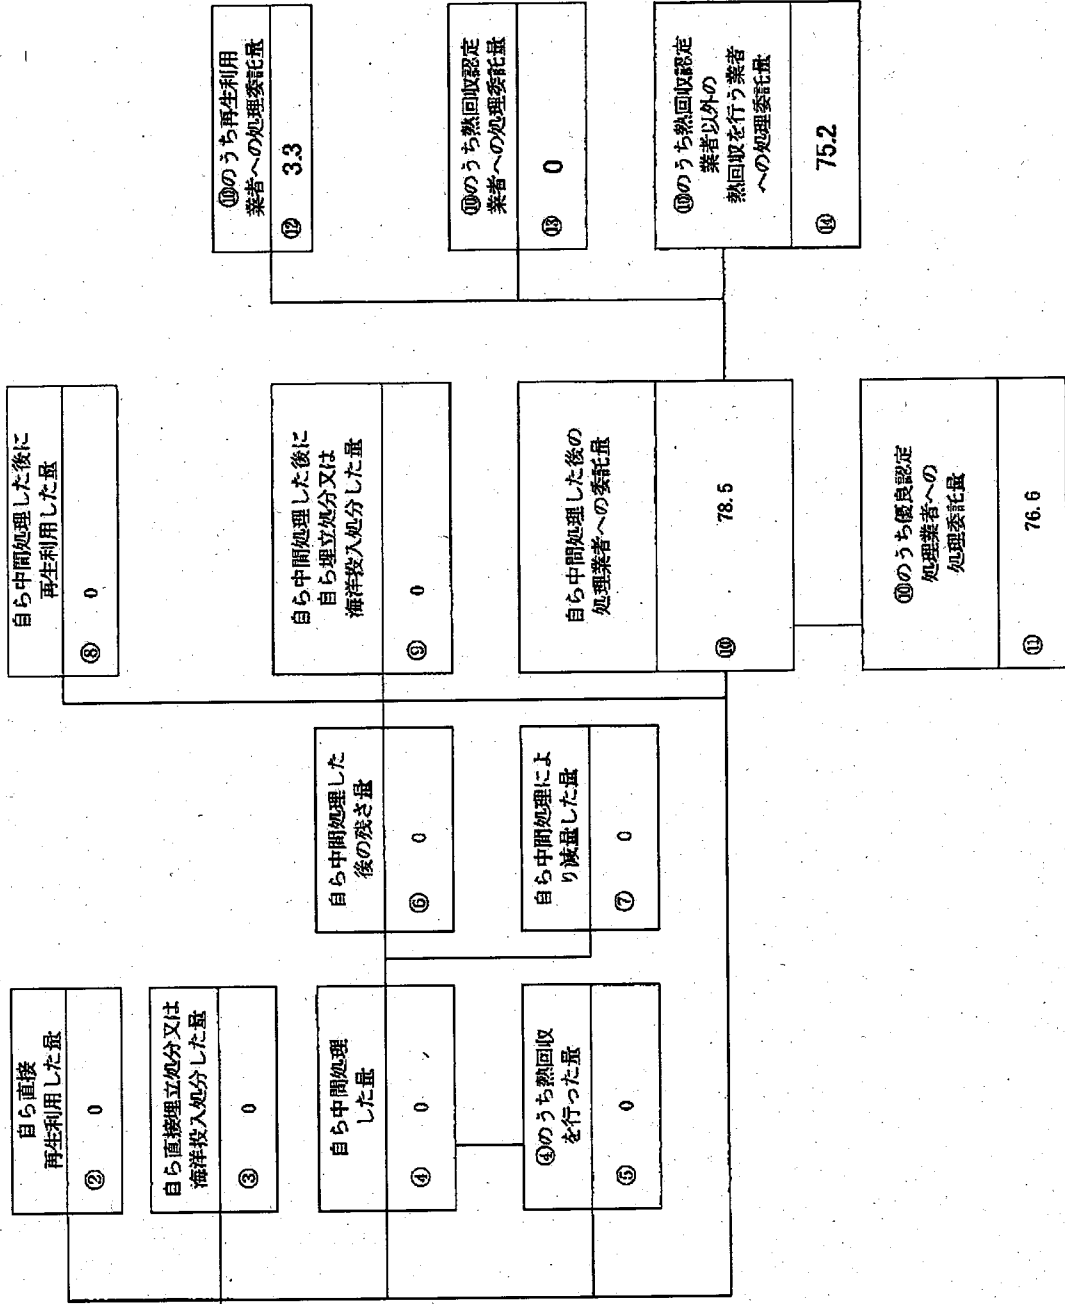 自ら直接
再生利用した量
② 0
自ら直接埋立処分又は
海洋投入処分した量
③ 0
自ら中間処理
した量
④ 0
④のうち熱回収
を行った量
⑤ 0
自ら中間処理した
後の残さ量
⑥ 0
自ら中間処理によ
り減量した量
⑦ 0
自ら中間処理した後に
再生利用した量
⑧ 0
自ら中間処理した後に
自ら埋立処分又は
海洋投入処分した量
⑨ 0
自ら中間処理した後の
処理業者への委託量
⑩ 78.5
⑩のうち優良認定
処理業者への
処理委託量
⑪ 76.6
⑩のうち再生利用
業者への処理委託量
⑫ 3.3
⑩のうち熱回収認定
業者への処理委託量
⑬ 0
⑩のうち熱回収認定
業者以外の
熱回収を行う業者
への処理委託量
⑭ 75.2